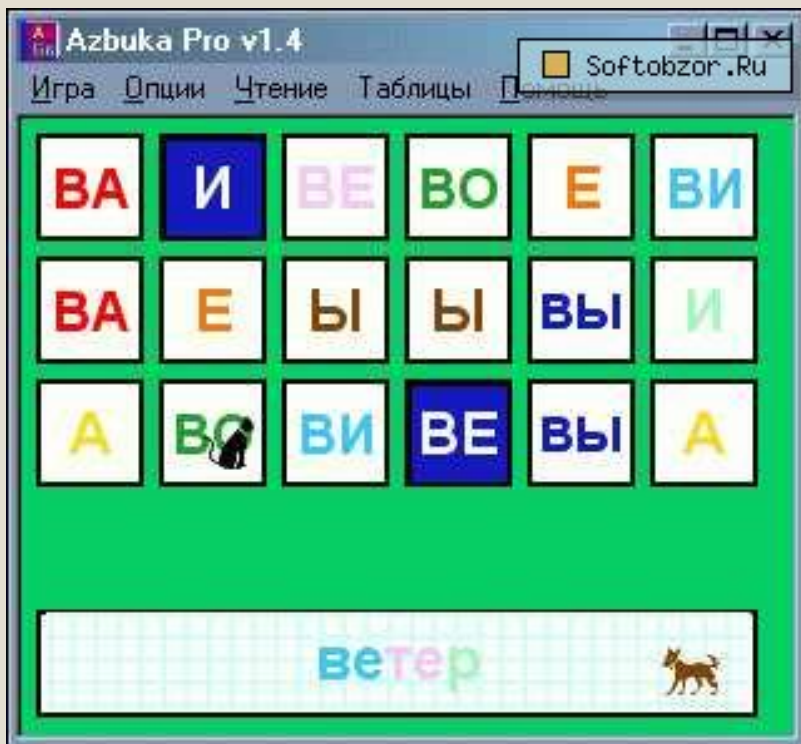 Azbuka Pro v1.4
Softobzor.Ru
Игра Опции Чтение Таблицы Помощь
ВА И ВЕ ВО Е ВИ
ВА Е Ы Ы ВЫ И
А ВО ВИ ВЕ ВЫ А
ветер